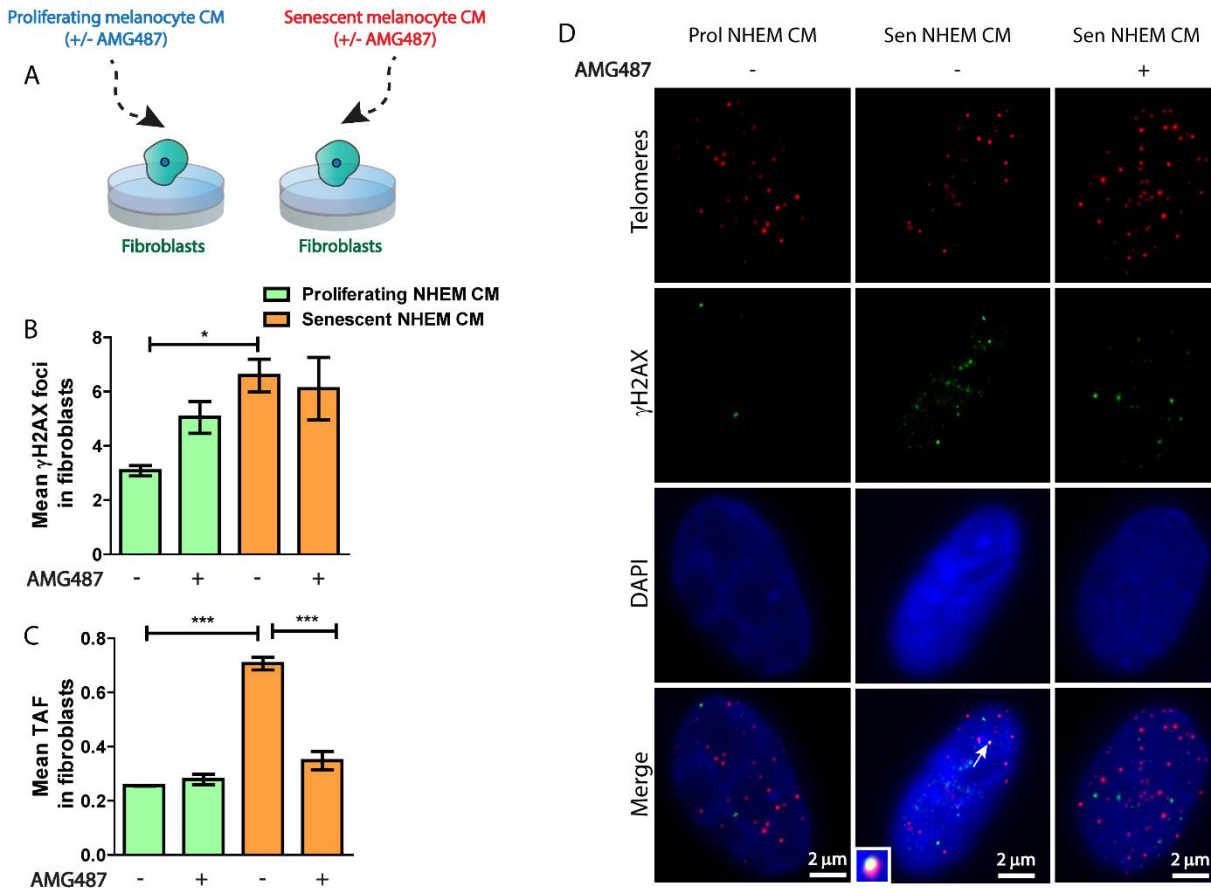 Proliferating melanocyte CM
(+/- AMG487)
Senescent melanocyte CM
(+/- AMG487)
A
Fibroblasts
Fibroblasts
Proliferating NHEM CM
Senescent NHEM CM
B
Mean γH2AX foci
in fibroblasts
8
6
4
2
0
*
AMG487 - + - +
C
Mean TAF
in fibroblasts
0.8
0.6
0.4
0.2
0.0
*** ***
AMG487 - + - +
D
Prol NHEM CM Sen NHEM CM Sen NHEM CM
AMG487 - - +
Telomeres
γH2AX
DAPI
Merge
2 μm 2 μm 2 μm